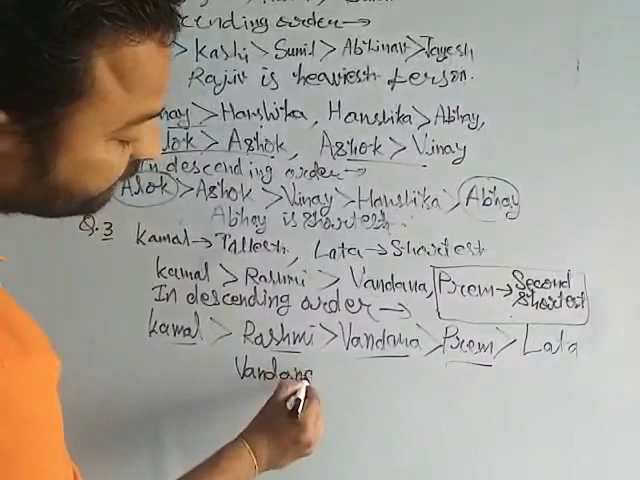 cending order→
> Kashi > Sunil > Abhinav > Jayesh
Rajiv is heaviest person.
nay > Hanshika, Hanshika > Abhay,
lok > Ashok, Ashok > Vinay
In descending order→
Alok > Ashok > Vinay > Hanshika > Abhay
Abhay is shortest.
Q.3 Kamal → Tallest, Lata → Shortest
Kamal > Rashmi > Vandana, Prem → Second Shortest
In descending order →
Kamal > Rashmi > Vandana > Prem > Lata
Vandana